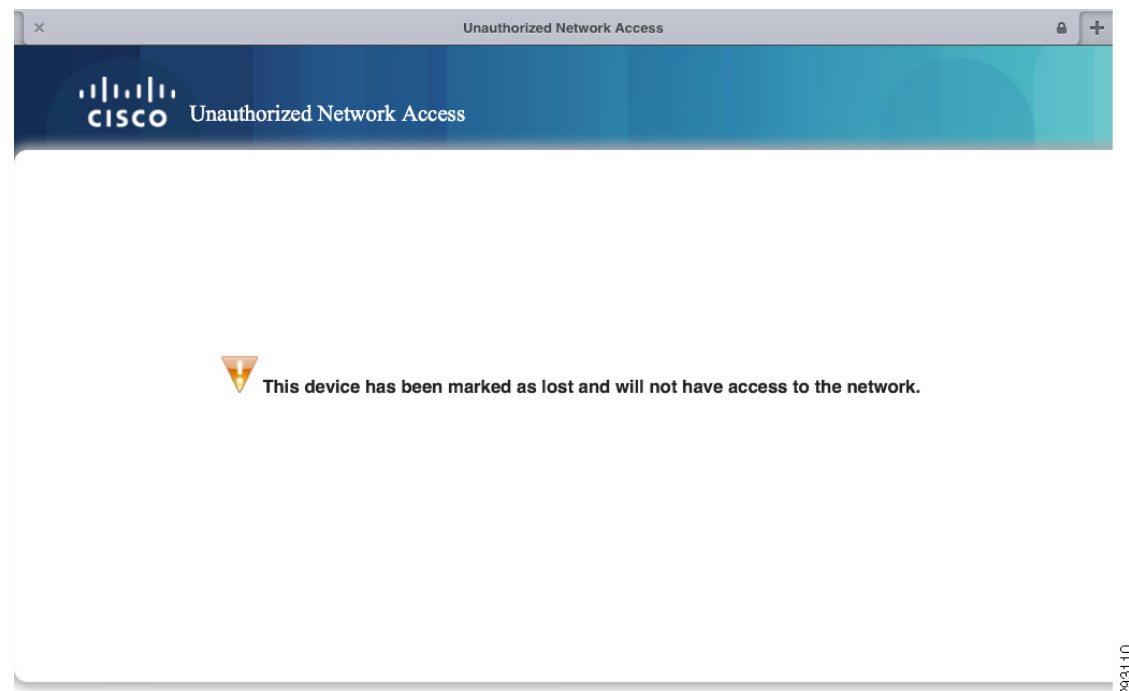 Unauthorized Network Access
CISCO
Unauthorized Network Access
This device has been marked as lost and will not have access to the network.
293110